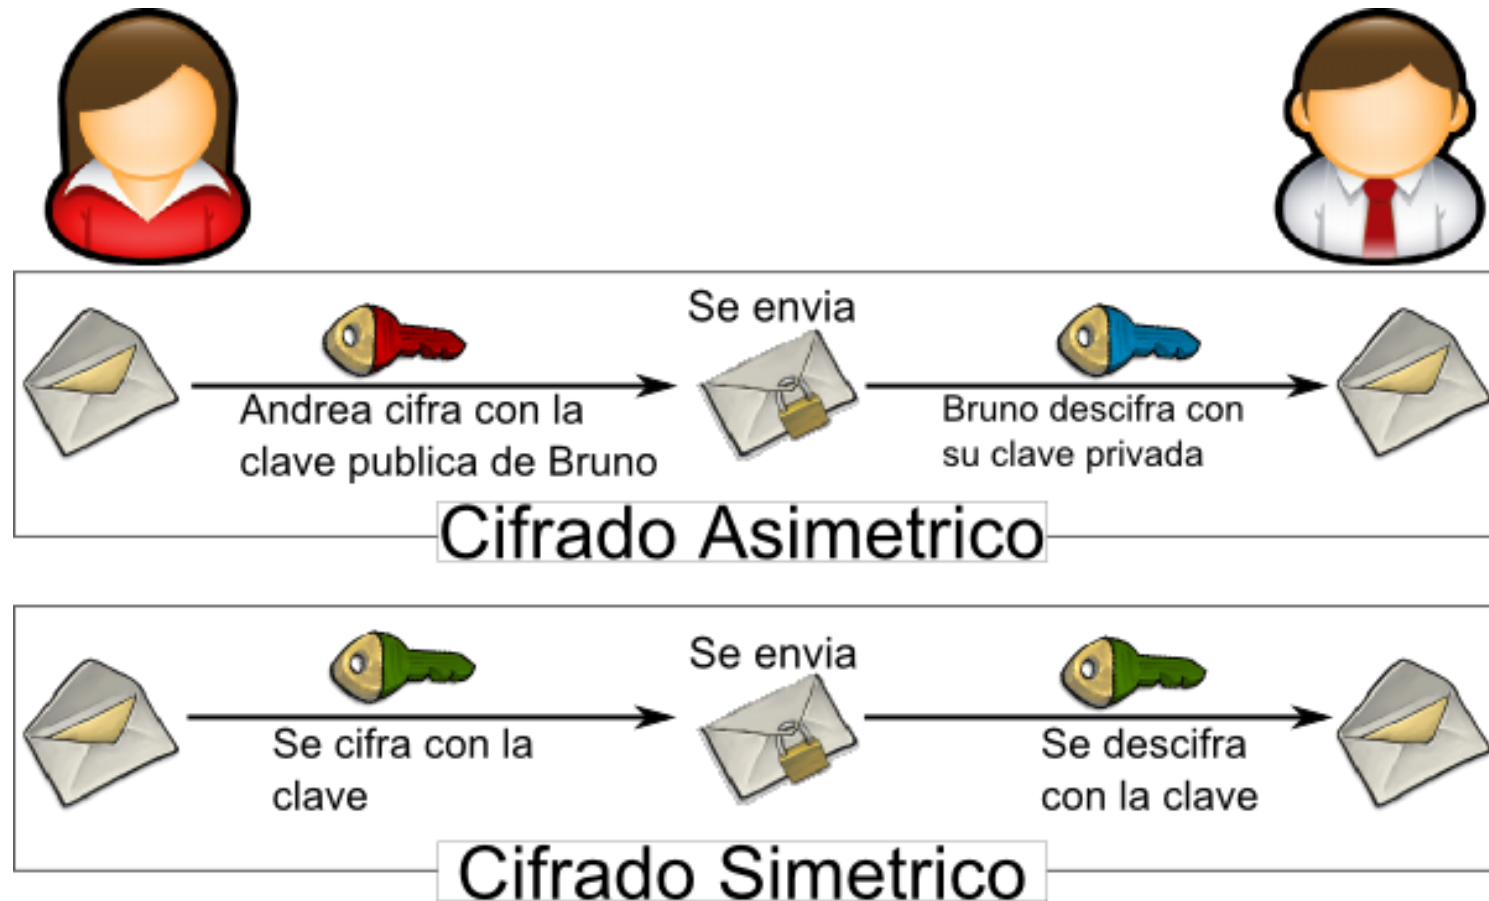 Se envia
Andrea cifra con la
clave publica de Bruno
Bruno descifra con
su clave privada
Cifrado Asimetrico
Se envia
Se cifra con la
clave
Se descifra
con la clave
Cifrado Simetrico